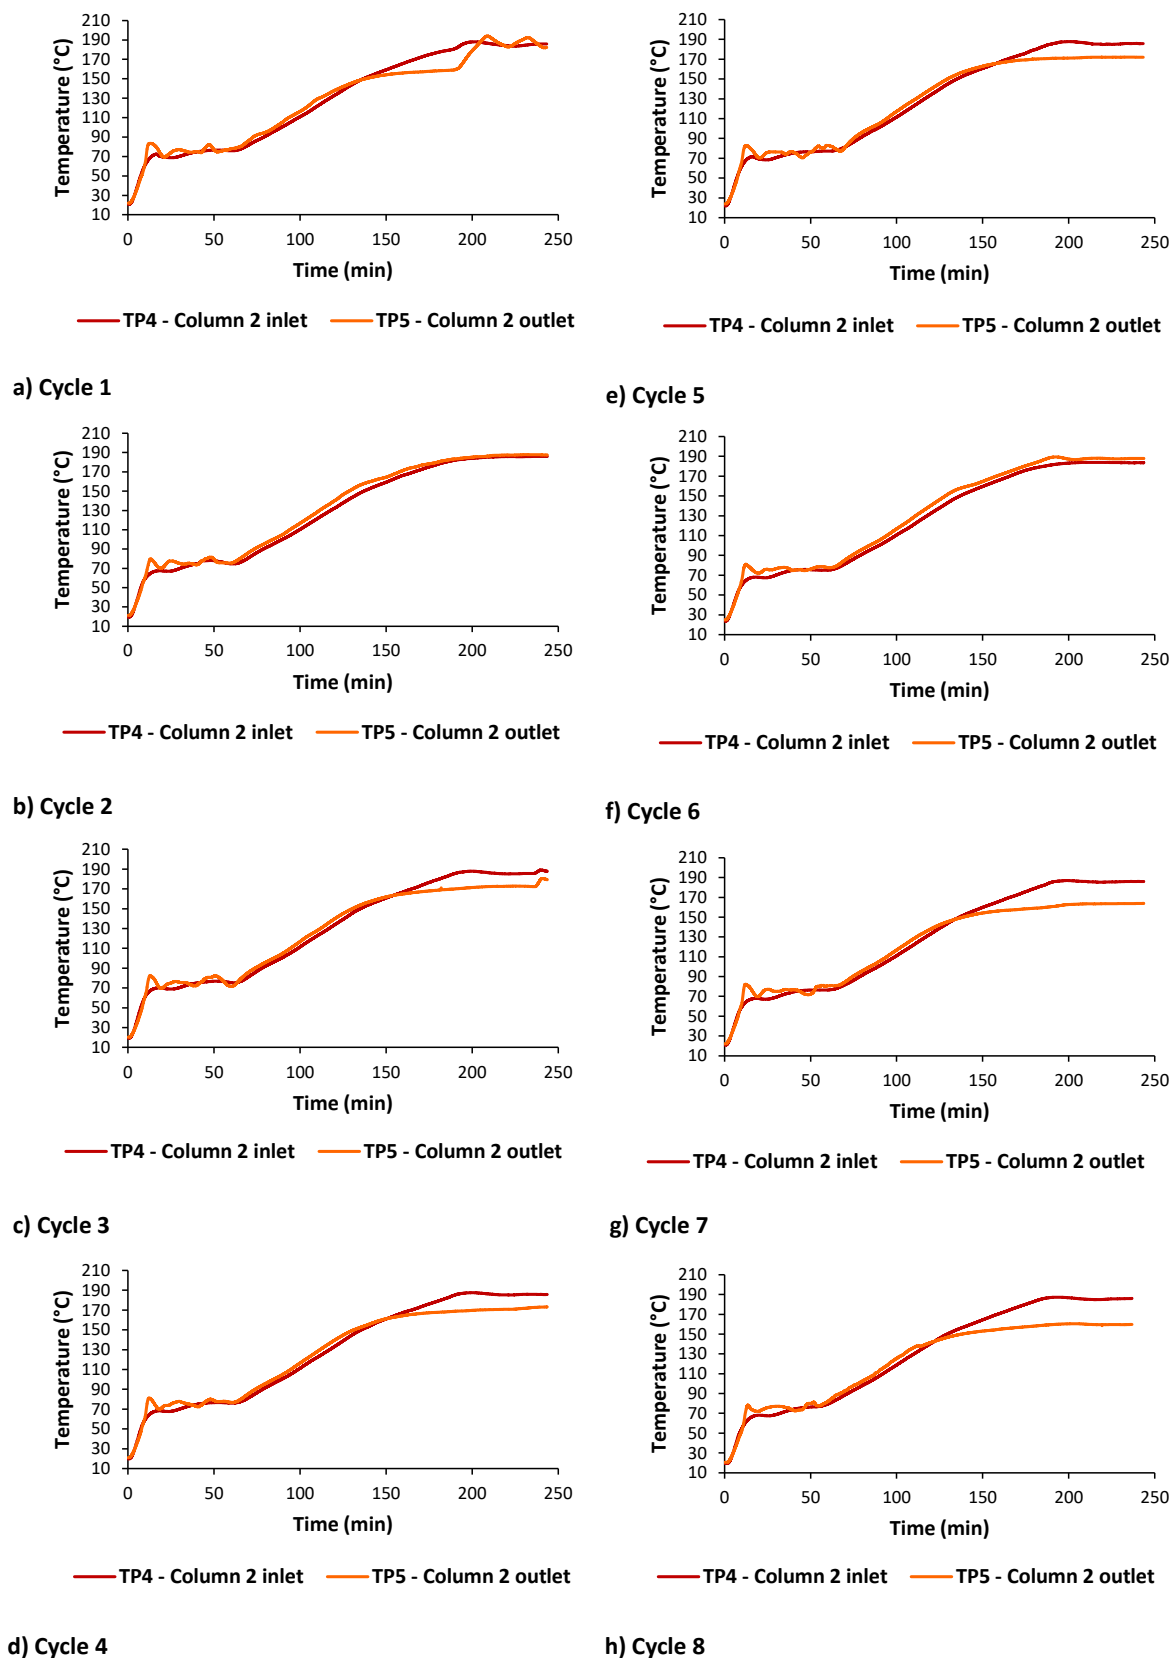 210
190
170
150
130
110
90
70
50
30
10
Temperature (°C)
0 50 100 150 200 250
Time (min)
TP4 - Column 2 inlet TP5 - Column 2 outlet
a) Cycle 1
210
190
170
150
130
110
90
70
50
30
10
Temperature (°C)
0 50 100 150 200 250
Time (min)
TP4 - Column 2 inlet TP5 - Column 2 outlet
b) Cycle 2
210
190
170
150
130
110
90
70
50
30
10
Temperature (°C)
0 50 100 150 200 250
Time (min)
TP4 - Column 2 inlet TP5 - Column 2 outlet
c) Cycle 3
210
190
170
150
130
110
90
70
50
30
10
Temperature (°C)
0 50 100 150 200 250
Time (min)
TP4 - Column 2 inlet TP5 - Column 2 outlet
d) Cycle 4
210
190
170
150
130
110
90
70
50
30
10
Temperature (°C)
0 50 100 150 200 250
Time (min)
TP4 - Column 2 inlet TP5 - Column 2 outlet
e) Cycle 5
210
190
170
150
130
110
90
70
50
30
10
Temperature (°C)
0 50 100 150 200 250
Time (min)
TP4 - Column 2 inlet TP5 - Column 2 outlet
f) Cycle 6
210
190
170
150
130
110
90
70
50
30
10
Temperature (°C)
0 50 100 150 200 250
Time (min)
TP4 - Column 2 inlet TP5 - Column 2 outlet
g) Cycle 7
210
190
170
150
130
110
90
70
50
30
10
Temperature (°C)
0 50 100 150 200 250
Time (min)
TP4 - Column 2 inlet TP5 - Column 2 outlet
h) Cycle 8